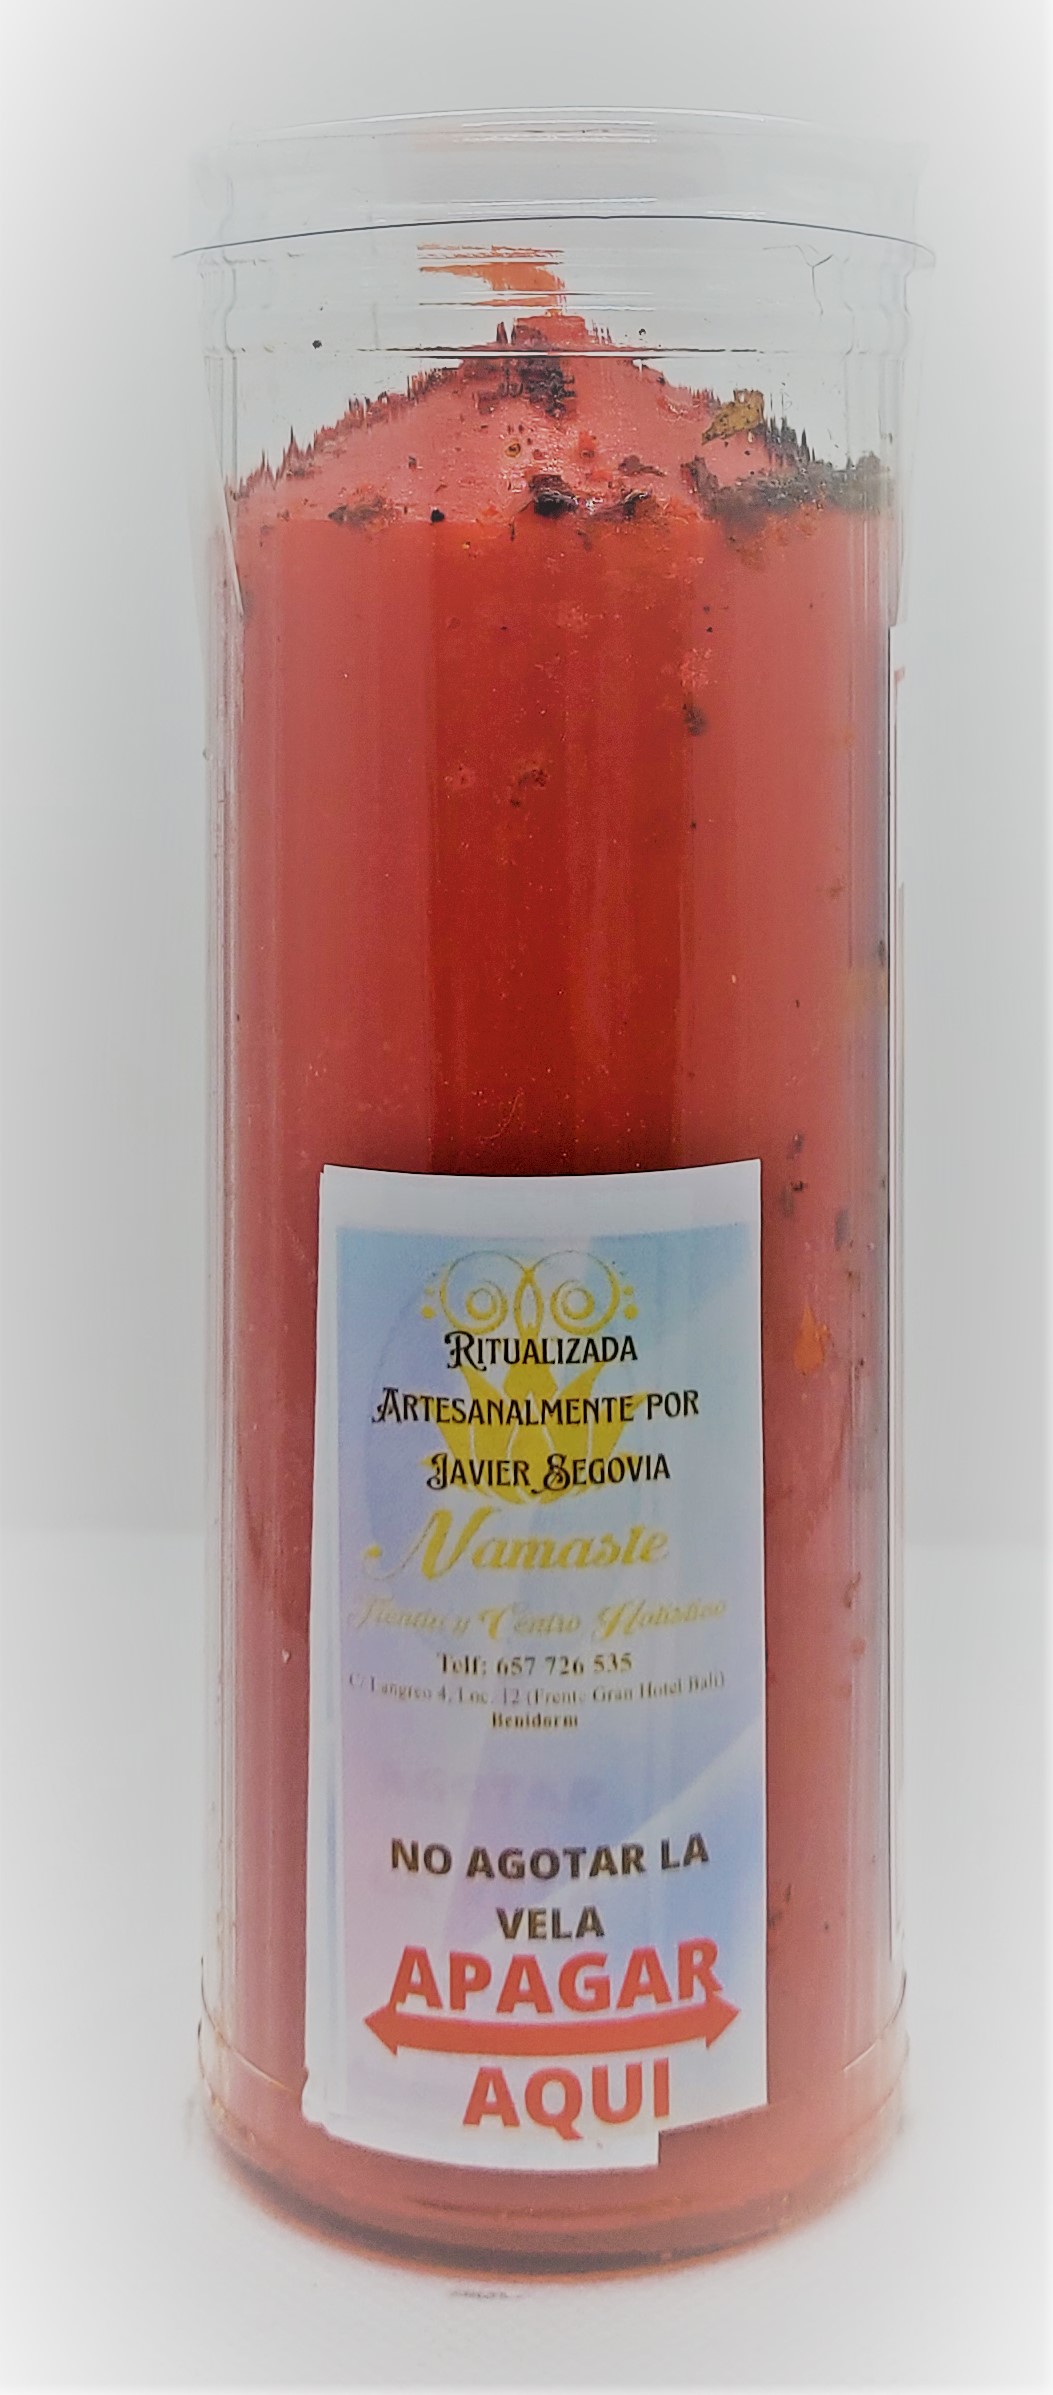 Ritualizada
Artesanalmente por
Javier Segovia
Namaste
Tienda y Centro Holístico
Telf: 657 726 535
C/ Langreo 4, Loc. 12 (Frente Gran Hotel Bali)
Benidorm
NO AGOTAR LA
VELA
APAGAR
AQUI